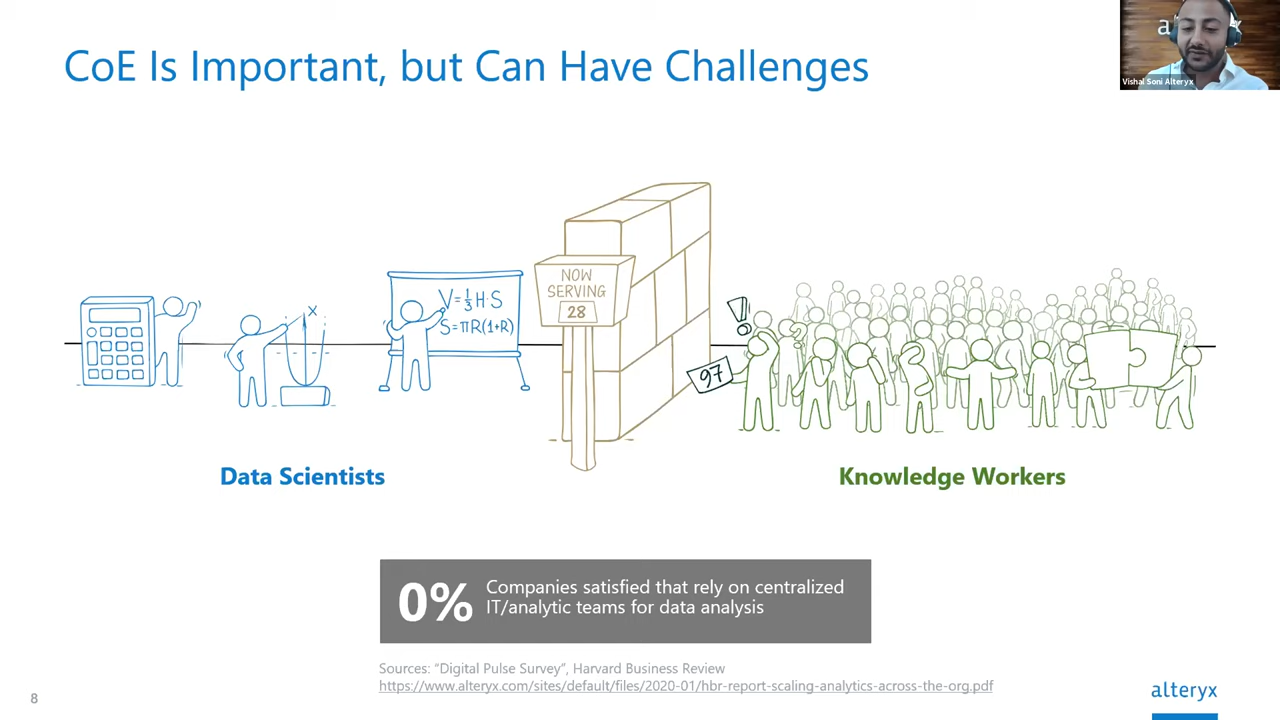 CoE Is Important, but Can Have Challenges
Vishal Soni Alteryx
X
V=⅓H·S
S=πR(1+R)
NOW
SERVING
28
!
?
97
Data Scientists
Knowledge Workers
0%
Companies satisfied that rely on centralized
IT/analytic teams for data analysis
Sources: “Digital Pulse Survey”, Harvard Business Review
https://www.alteryx.com/sites/default/files/2020-01/hbr-report-scaling-analytics-across-the-org.pdf
8
alteryx